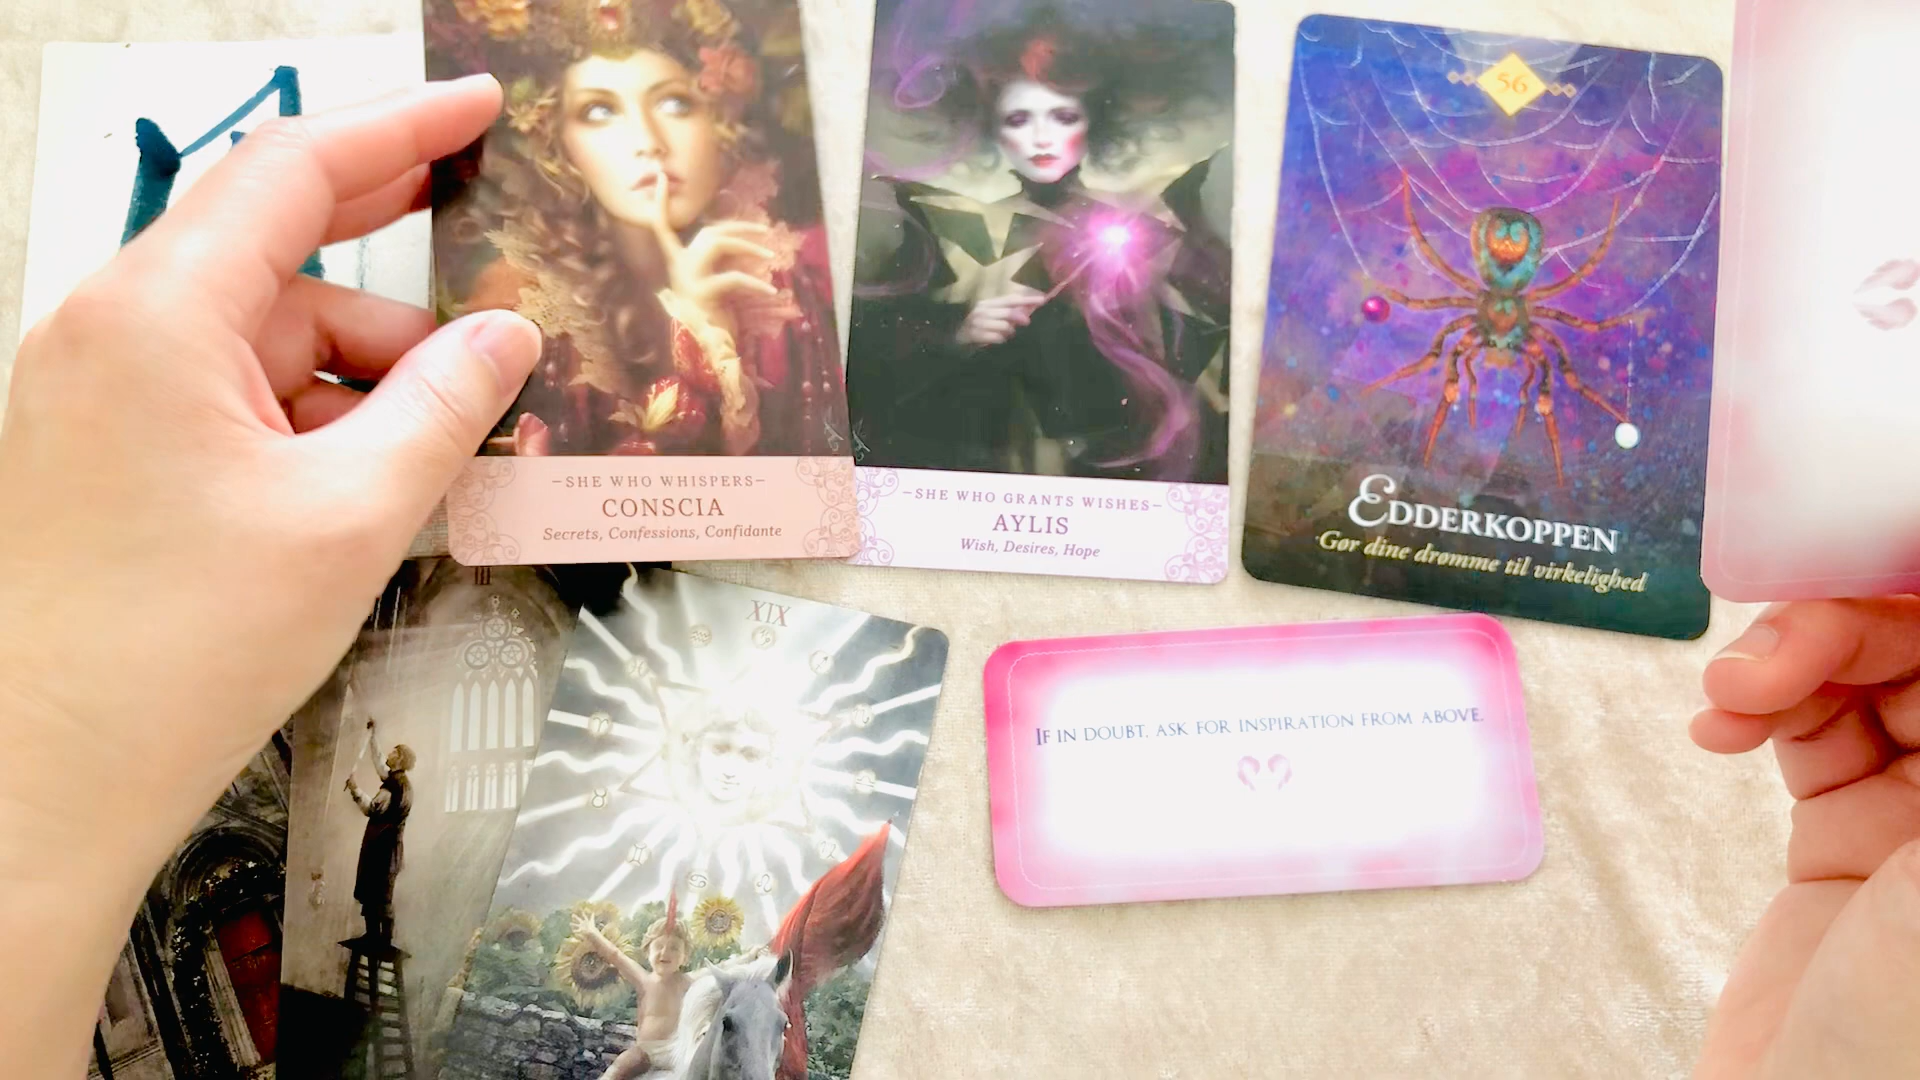 -SHE WHO WHISPERS-
CONSCIA
Secrets, Confessions, Confidante
-SHE WHO GRANTS WISHES-
AYLIS
Wish, Desires, Hope
56
EDDERKOPPEN
Gør dine drømme til virkelighed
III
XIX
IF IN DOUBT, ASK FOR INSPIRATION FROM ABOVE.